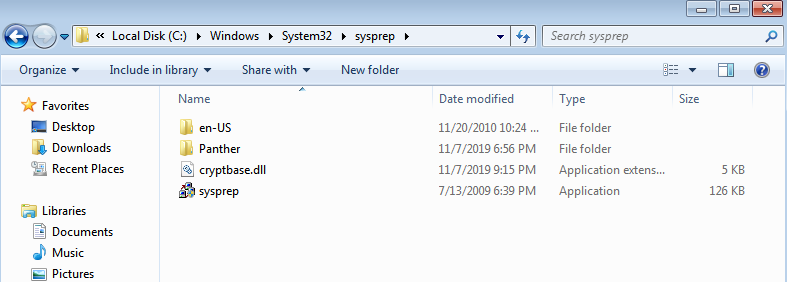 Local Disk (C:) Windows System32 sysprep Search sysprep
Organize Include in library Share with New folder
Favorites
Desktop
Downloads
Recent Places
Libraries
Documents
Music
Pictures
Name Date modified Type Size
en-US 11/20/2010 10:24 ... File folder
Panther 11/7/2019 6:56 PM File folder
cryptbase.dll 11/7/2019 9:15 PM Application extens... 5 KB
sysprep 7/13/2009 6:39 PM Application 126 KB